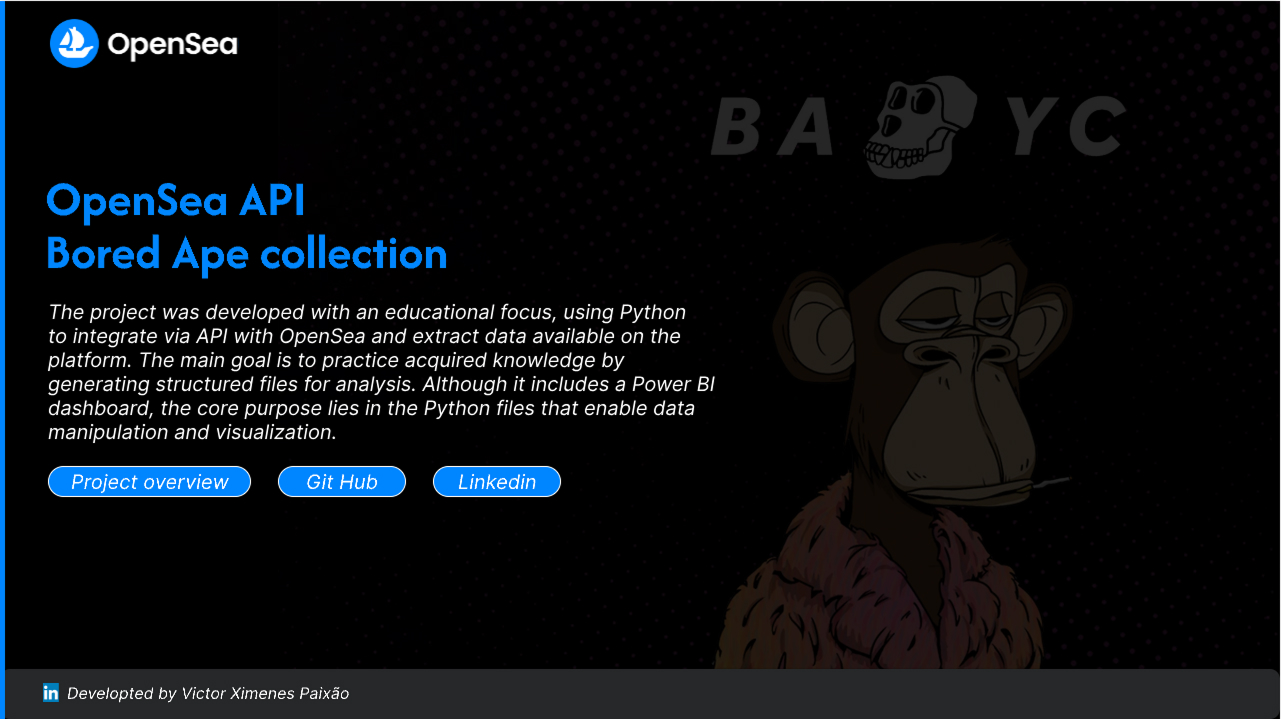 OpenSea
BA YC
OpenSea API
Bored Ape collection
The project was developed with an educational focus, using Python
to integrate via API with OpenSea and extract data available on the
platform. The main goal is to practice acquired knowledge by
generating structured files for analysis. Although it includes a Power BI
dashboard, the core purpose lies in the Python files that enable data
manipulation and visualization.
Project overview Git Hub Linkedin
in Developted by Victor Ximenes Paixão